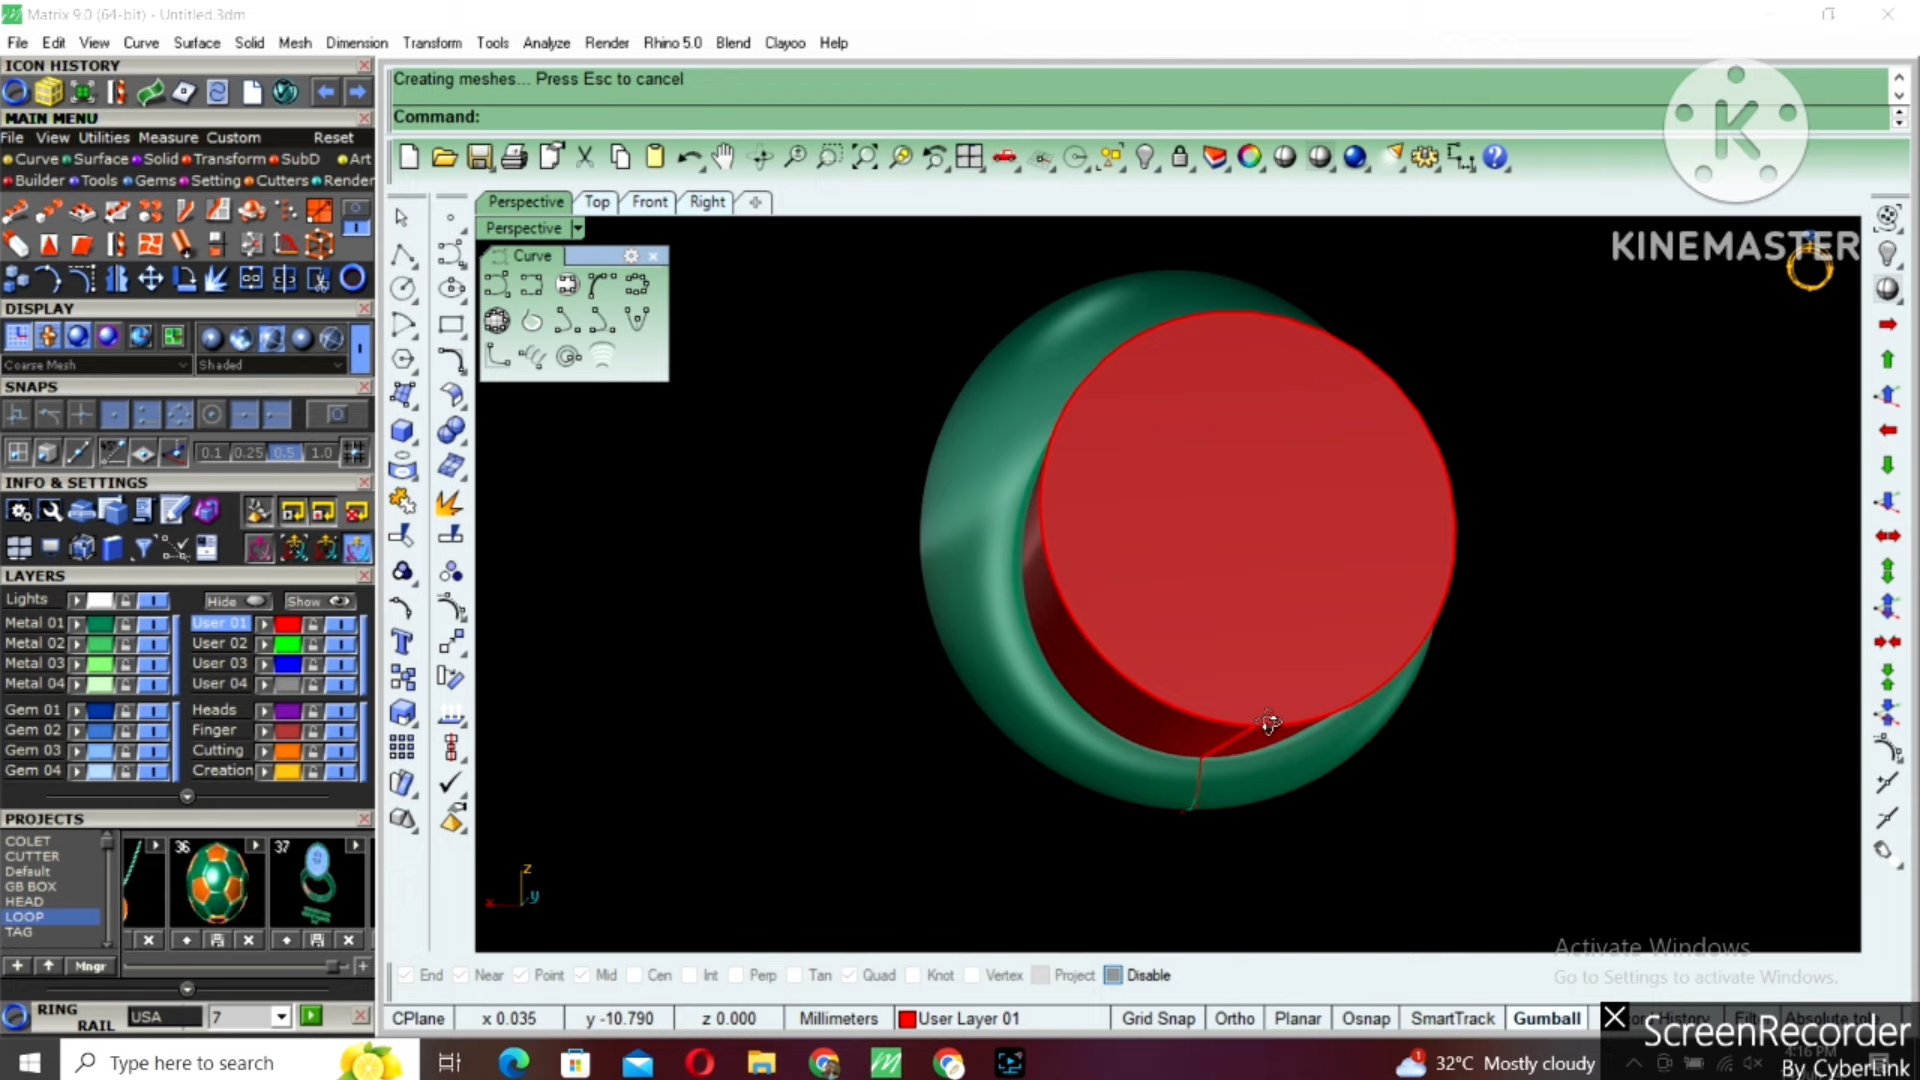 Matrix 9.0 (64-bit) - Untitled.3dm
File Edit View Curve Surface Solid Mesh Dimension Transform Tools Analyze Render Rhino 5.0 Blend Clayoo Help
ICON HISTORY
Creating meshes... Press Esc to cancel
Command:
MAIN MENU
File View Utilities Measure Custom Reset
Curve Surface Solid Transform SubD Art
Builder Tools Gems Setting Cutters Render
K
Perspective Top Front Right
Perspective
Curve
KINEMASTER
DISPLAY
Coarse Mesh Shaded
SNAPS
0.1 0.25 0.5 1.0
INFO & SETTINGS
LAYERS
Lights Hide Show
Metal 01 User 01
Metal 02 User 02
Metal 03 User 03
Metal 04 User 04
Gem 01 Heads
Gem 02 Finger
Gem 03 Cutting
Gem 04 Creation
PROJECTS
COLET
CUTTER
Default
GB BOX
HEAD
LOOP
TAG
36 37
Mngr
z
x y
Activate Windows
Go to Settings to activate Windows.
End Near Point Mid Cen Int Perp Tan Quad Knot Vertex Project Disable
RING RAIL USA 7
CPlane x 0.035 y -10.790 z 0.000 Millimeters User Layer 01 Grid Snap Ortho Planar Osnap SmartTrack Gumball
ScreenRecorder
By CyberLink
Type here to search
32°C Mostly cloudy
4:16 PM